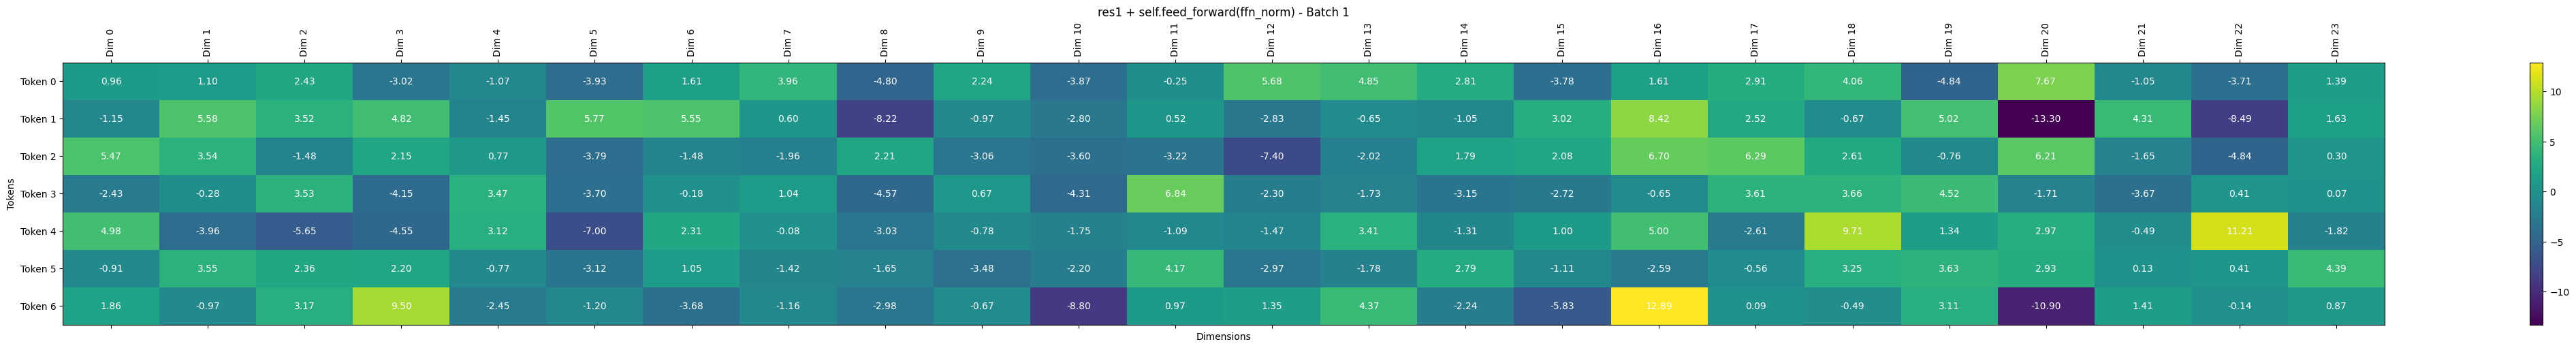 res1 + self.feed_forward(ffn_norm) - Batch 1
Dim 0 Dim 1 Dim 2 Dim 3 Dim 4 Dim 5 Dim 6 Dim 7 Dim 8 Dim 9 Dim 10 Dim 11 Dim 12 Dim 13 Dim 14 Dim 15 Dim 16 Dim 17 Dim 18 Dim 19 Dim 20 Dim 21 Dim 22 Dim 23
Token 0 0.96 1.10 2.43 -3.02 -1.07 -3.93 1.61 3.96 -4.80 2.24 -3.87 -0.25 5.68 4.85 2.81 -3.78 1.61 2.91 4.06 -4.84 7.67 -1.05 -3.71 1.39
Token 1 -1.15 5.58 3.52 4.82 -1.45 5.77 5.55 0.60 -8.22 -0.97 -2.80 0.52 -2.83 -0.65 -1.05 3.02 8.42 2.52 -0.67 5.02 -13.30 4.31 -8.49 1.63
Token 2 5.47 3.54 -1.48 2.15 0.77 -3.79 -1.48 -1.96 2.21 -3.06 -3.60 -3.22 -7.40 -2.02 1.79 2.08 6.70 6.29 2.61 -0.76 6.21 -1.65 -4.84 0.30
Token 3 -2.43 -0.28 3.53 -4.15 3.47 -3.70 -0.18 1.04 -4.57 0.67 -4.31 6.84 -2.30 -1.73 -3.15 -2.72 -0.65 3.61 3.66 4.52 -1.71 -3.67 0.41 0.07
Token 4 4.98 -3.96 -5.65 -4.55 3.12 -7.00 2.31 -0.08 -3.03 -0.78 -1.75 -1.09 -1.47 3.41 -1.31 1.00 5.00 -2.61 9.71 1.34 2.97 -0.49 11.21 -1.82
Token 5 -0.91 3.55 2.36 2.20 -0.77 -3.12 1.05 -1.42 -1.65 -3.48 -2.20 4.17 -2.97 -1.78 2.79 -1.11 -2.59 -0.56 3.25 3.63 2.93 0.13 0.41 4.39
Token 6 1.86 -0.97 3.17 9.50 -2.45 -1.20 -3.68 -1.16 -2.98 -0.67 -8.80 0.97 1.35 4.37 -2.24 -5.83 12.89 0.09 -0.49 3.11 -10.90 1.41 -0.14 0.87
Tokens
Dimensions
10
5
0
-5
-10